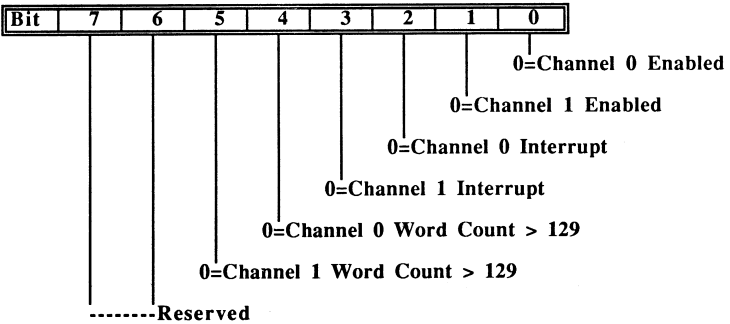 Bit 7 6 5 4 3 2 1 0
0=Channel 0 Enabled
0=Channel 1 Enabled
0=Channel 0 Interrupt
0=Channel 1 Interrupt
0=Channel 0 Word Count > 129
0=Channel 1 Word Count > 129
--------Reserved